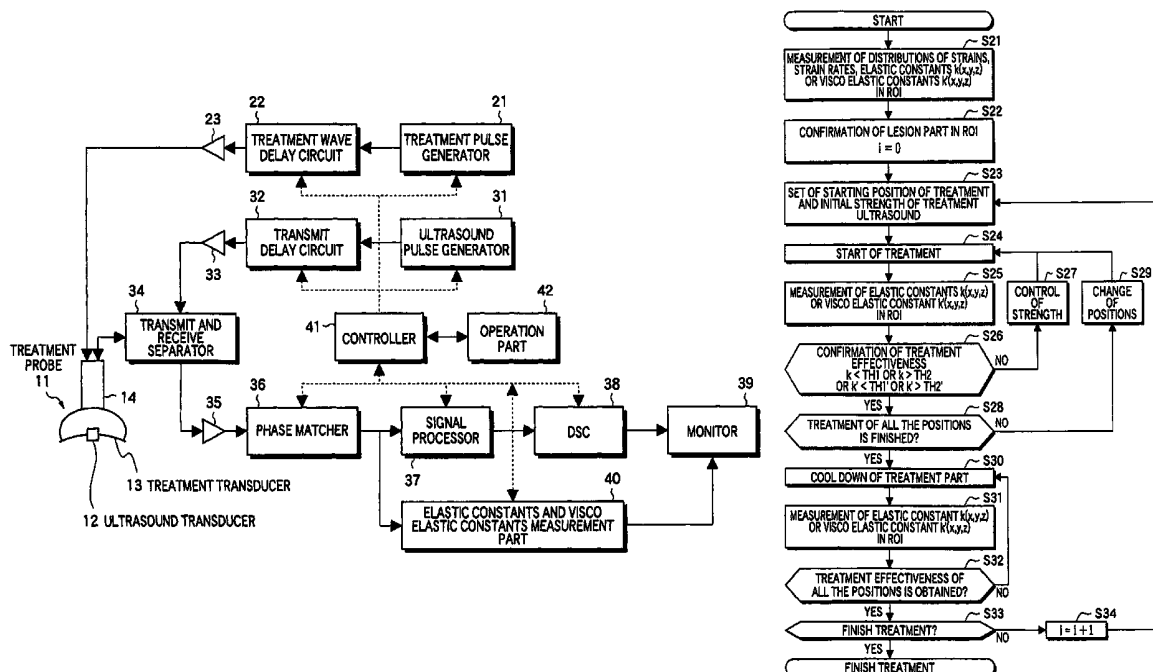 22
TREATMENT WAVE
DELAY CIRCUIT
21
TREATMENT PULSE
GENERATOR
23
32
TRANSMIT
DELAY CIRCUIT
31
ULTRASOUND
PULSE GENERATOR
33
34
TRANSMIT AND
RECEIVE SEPARATOR
41
CONTROLLER
42
OPERATION
PART
TREATMENT
PROBE
11
14
35
36
PHASE MATCHER
SIGNAL
PROCESSOR
37
38
DSC
39
MONITOR
13 TREATMENT TRANSDUCER
12 ULTRASOUND TRANSDUCER
40
ELASTIC CONSTANTS AND VISCO
ELASTIC CONSTANTS MEASUREMENT
PART
START
S21
MEASUREMENT OF DISTRIBUTIONS OF STRAINS,
STRAIN RATES, ELASTIC CONSTANTS k(x,y,z)
OR VISCO ELASTIC CONSTANTS k'(x,y,z)
IN ROI
S22
CONFIRMATION OF LESION PART IN ROI
i = 0
S23
SET OF STARTING POSITION OF TREATMENT
AND INITIAL STRENGTH OF TREATMENT
ULTRASOUND
S24
START OF TREATMENT
S25
MEASUREMENT OF ELASTIC CONSTANTS k(x,y,z)
OR VISCO ELASTIC CONSTANT k'(x,y,z)
IN ROI
S27
CONTROL
OF
STRENGTH
S29
CHANGE
OF
POSITIONS
S26
CONFIRMATION OF TREATMENT
EFFECTIVENESS
k < TH1 OR k > TH2
OR k' < TH1' OR k' > TH2'
NO
YES
S28
TREATMENT OF ALL THE POSITIONS
IS FINISHED?
NO
YES
S30
COOL DOWN OF TREATMENT PART
S31
MEASUREMENT OF ELASTIC CONSTANT k(x,y,z)
OR VISCO ELASTIC CONSTANT k'(x,y,z)
IN ROI
S32
TREATMENT EFFECTIVENESS OF
ALL THE POSITIONS IS OBTAINED?
NO
YES
S33
FINISH TREATMENT?
NO
S34
i = i + 1
YES
FINISH TREATMENT